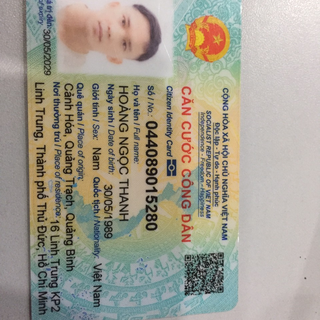 CỘNG HÒA XÃ HỘI CHỦ NGHĨA VIỆT NAM
Độc lập - Tự do - Hạnh phúc
SOCIALIST REPUBLIC OF VIET NAM
Independence - Freedom - Happiness
CĂN CƯỚC CÔNG DÂN
Citizen Identity Card
Số / No.: 044089015280
Họ và tên / Full name:
HOÀNG NGỌC THANH
Ngày sinh / Date of birth: 30/05/1989
Giới tính / Sex: Nam Quốc tịch / Nationality: Việt Nam
Quê quán / Place of origin:
Cảnh Hóa, Quảng Trạch, Quảng Bình
Nơi thường trú / Place of residence: 16 Linh Trung KP2
Linh Trung, Thành phố Thủ Đức, Hồ Chí Minh
30/05/2029